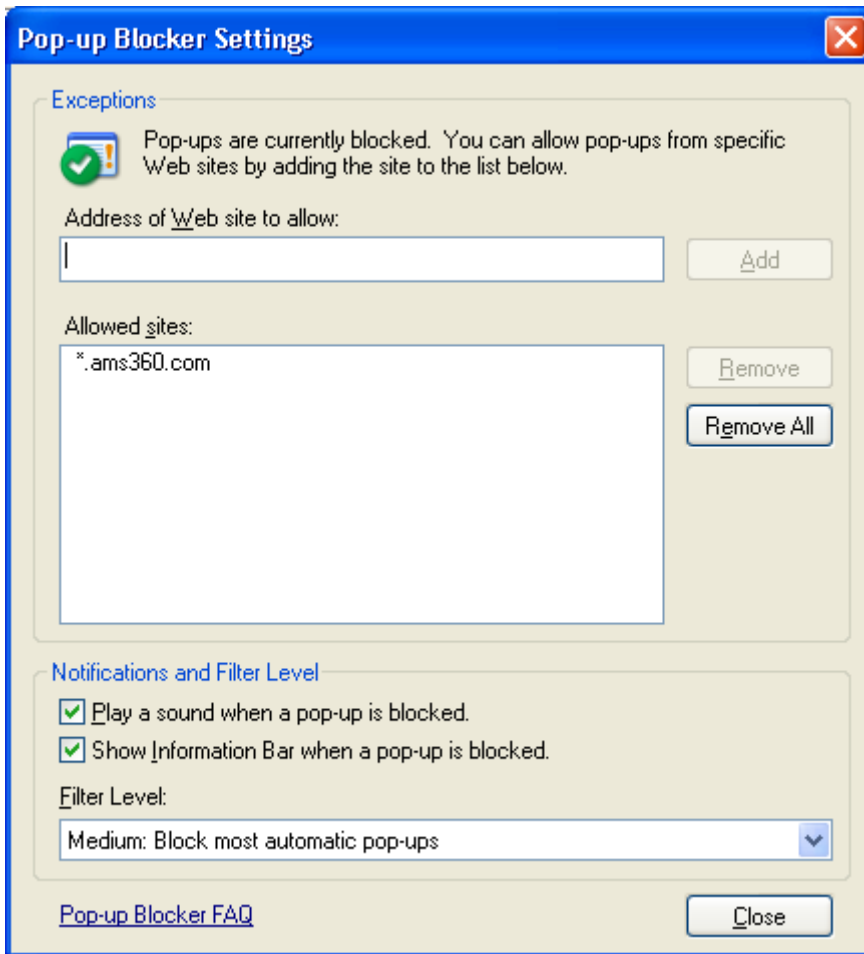 Pop-up Blocker Settings
Exceptions
Pop-ups are currently blocked.  You can allow pop-ups from specific
Web sites by adding the site to the list below.
Address of Web site to allow:
Add
Allowed sites:
*.ams360.com
Remove
Remove All
Notifications and Filter Level
Play a sound when a pop-up is blocked.
Show Information Bar when a pop-up is blocked.
Filter Level:
Medium: Block most automatic pop-ups
Pop-up Blocker FAQ
Close